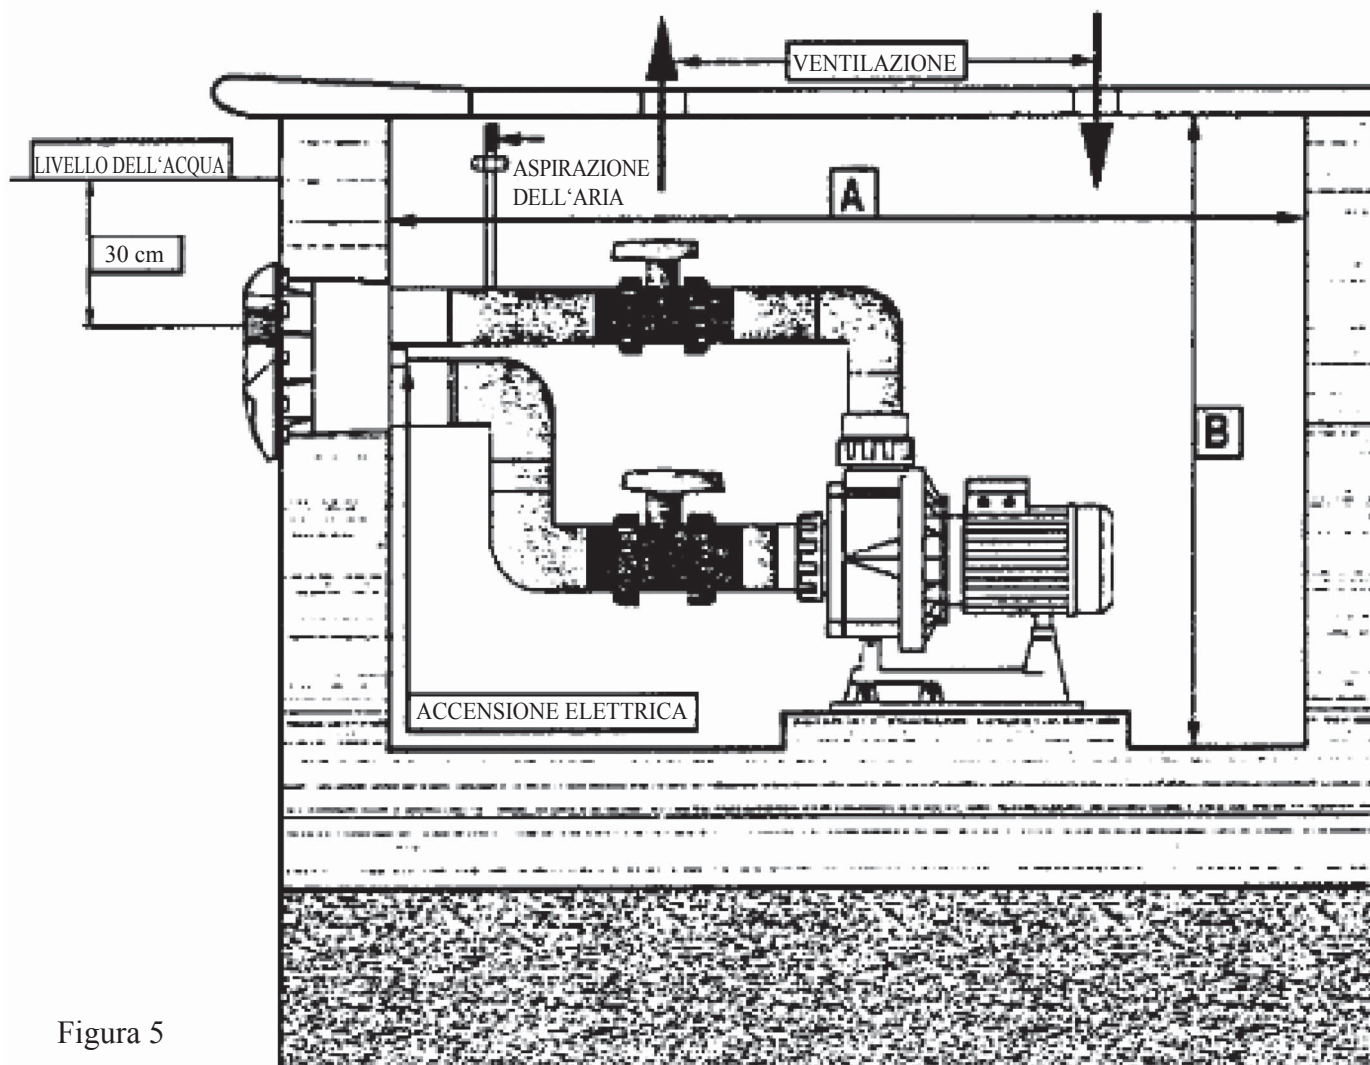 VENTILAZIONE
LIVELLO DELL‘ACQUA
ASPIRAZIONE
DELL‘ARIA
A
30 cm
B
ACCENSIONE ELETTRICA
Figura 5